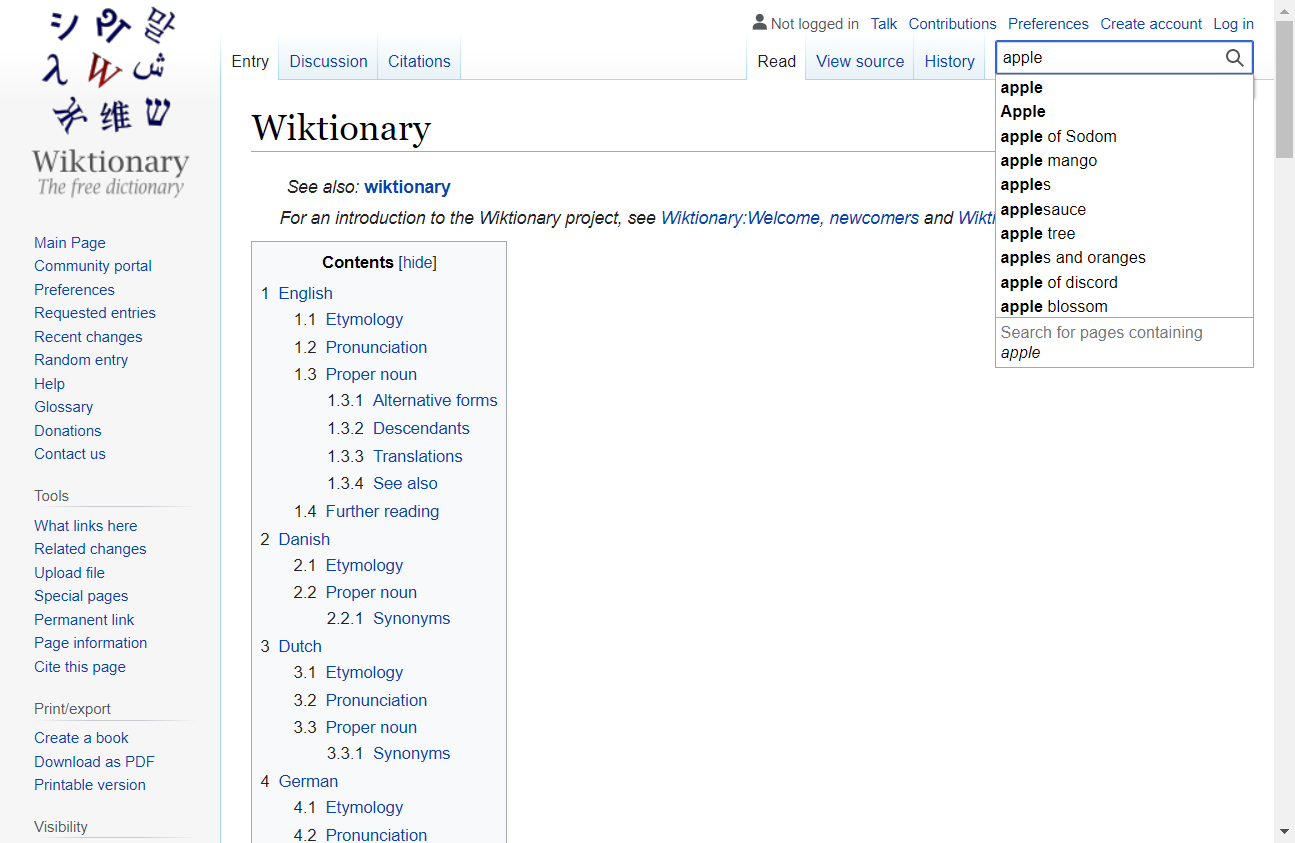 Wiktionary
The free dictionary
Not logged in Talk Contributions Preferences Create account Log in
Entry Discussion Citations
Read View source History
apple
apple
Apple
apple of Sodom
apple mango
apples
applesauce
apple tree
apples and oranges
apple of discord
apple blossom
Search for pages containing
apple
Wiktionary
See also: wiktionary
For an introduction to the Wiktionary project, see Wiktionary:Welcome, newcomers and
Contents [hide]
1 English
1.1 Etymology
1.2 Pronunciation
1.3 Proper noun
1.3.1 Alternative forms
1.3.2 Descendants
1.3.3 Translations
1.3.4 See also
1.4 Further reading
2 Danish
2.1 Etymology
2.2 Proper noun
2.2.1 Synonyms
3 Dutch
3.1 Etymology
3.2 Pronunciation
3.3 Proper noun
3.3.1 Synonyms
4 German
4.1 Etymology
4.2 Pronunciation
Main Page
Community portal
Preferences
Requested entries
Recent changes
Random entry
Help
Glossary
Donations
Contact us
Tools
What links here
Related changes
Upload file
Special pages
Permanent link
Page information
Cite this page
Print/export
Create a book
Download as PDF
Printable version
Visibility